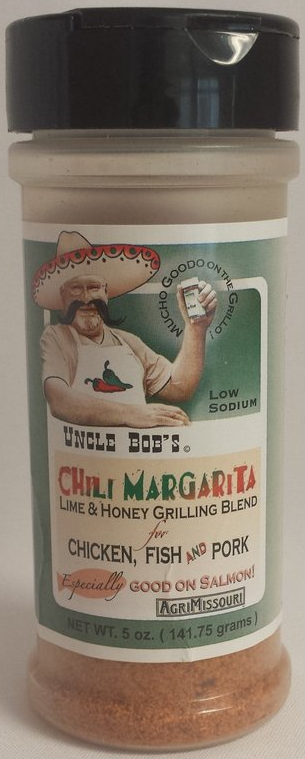 MUCHO GOODO ON THE GRILLO!
LOW
SODIUM
UNCLE BOB'S ©
CHILI MARGARITA
LIME & HONEY GRILLING BLEND
for
CHICKEN, FISH AND PORK
Especially GOOD ON SALMON!
AGRIMISSOURI
NET WT. 5 oz. ( 141.75 grams )